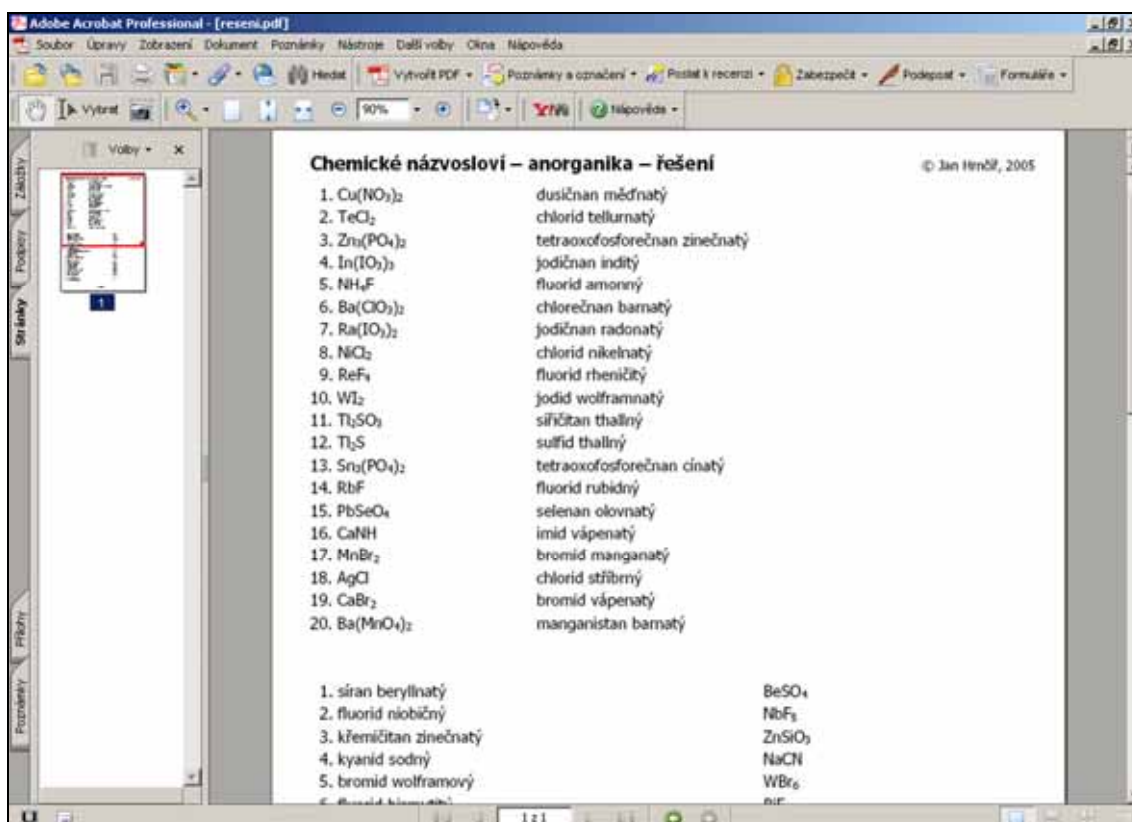 Adobe Acrobat Professional - [reseni.pdf]
Soubor Úpravy Zobrazení Dokument Poznámky Nástroje Další volby Okna Nápověda
Hledat Vytvořit PDF Poznámky a označení Poslat k recenzi Zabezpečit Podepsat Formuláře
Vybrat 90% Nápověda
Volby x
Záložky
Podpisy
Stránky
Přílohy
Poznámky
1
Chemické názvosloví – anorganika – řešení © Jan Hrnčíř, 2005
1. Cu(NO₃)₂ dusičnan měďnatý
2. TeCl₂ chlorid tellurnatý
3. Zn₃(PO₄)₂ tetraoxofosforečnan zinečnatý
4. In(IO₃)₃ jodičnan inditý
5. NH₄F fluorid amonný
6. Ba(ClO₃)₂ chlorečnan barnatý
7. Ra(IO₃)₂ jodičnan radonatý
8. NiCl₂ chlorid nikelnatý
9. ReF₄ fluorid rheničitý
10. WI₂ jodid wolframnatý
11. Tl₂SO₃ siřičitan thallný
12. Tl₂S sulfid thallný
13. Sn₃(PO₄)₂ tetraoxofosforečnan cínatý
14. RbF fluorid rubidný
15. PbSeO₄ selenan olovnatý
16. CaNH imid vápenatý
17. MnBr₂ bromid manganatý
18. AgCl chlorid stříbrný
19. CaBr₂ bromid vápenatý
20. Ba(MnO₄)₂ manganistan barnatý
1. síran beryllnatý BeSO₄
2. fluorid niobičný NbF₅
3. křemičitan zinečnatý ZnSiO₃
4. kyanid sodný NaCN
5. bromid wolframový WBr₆
1 z 1